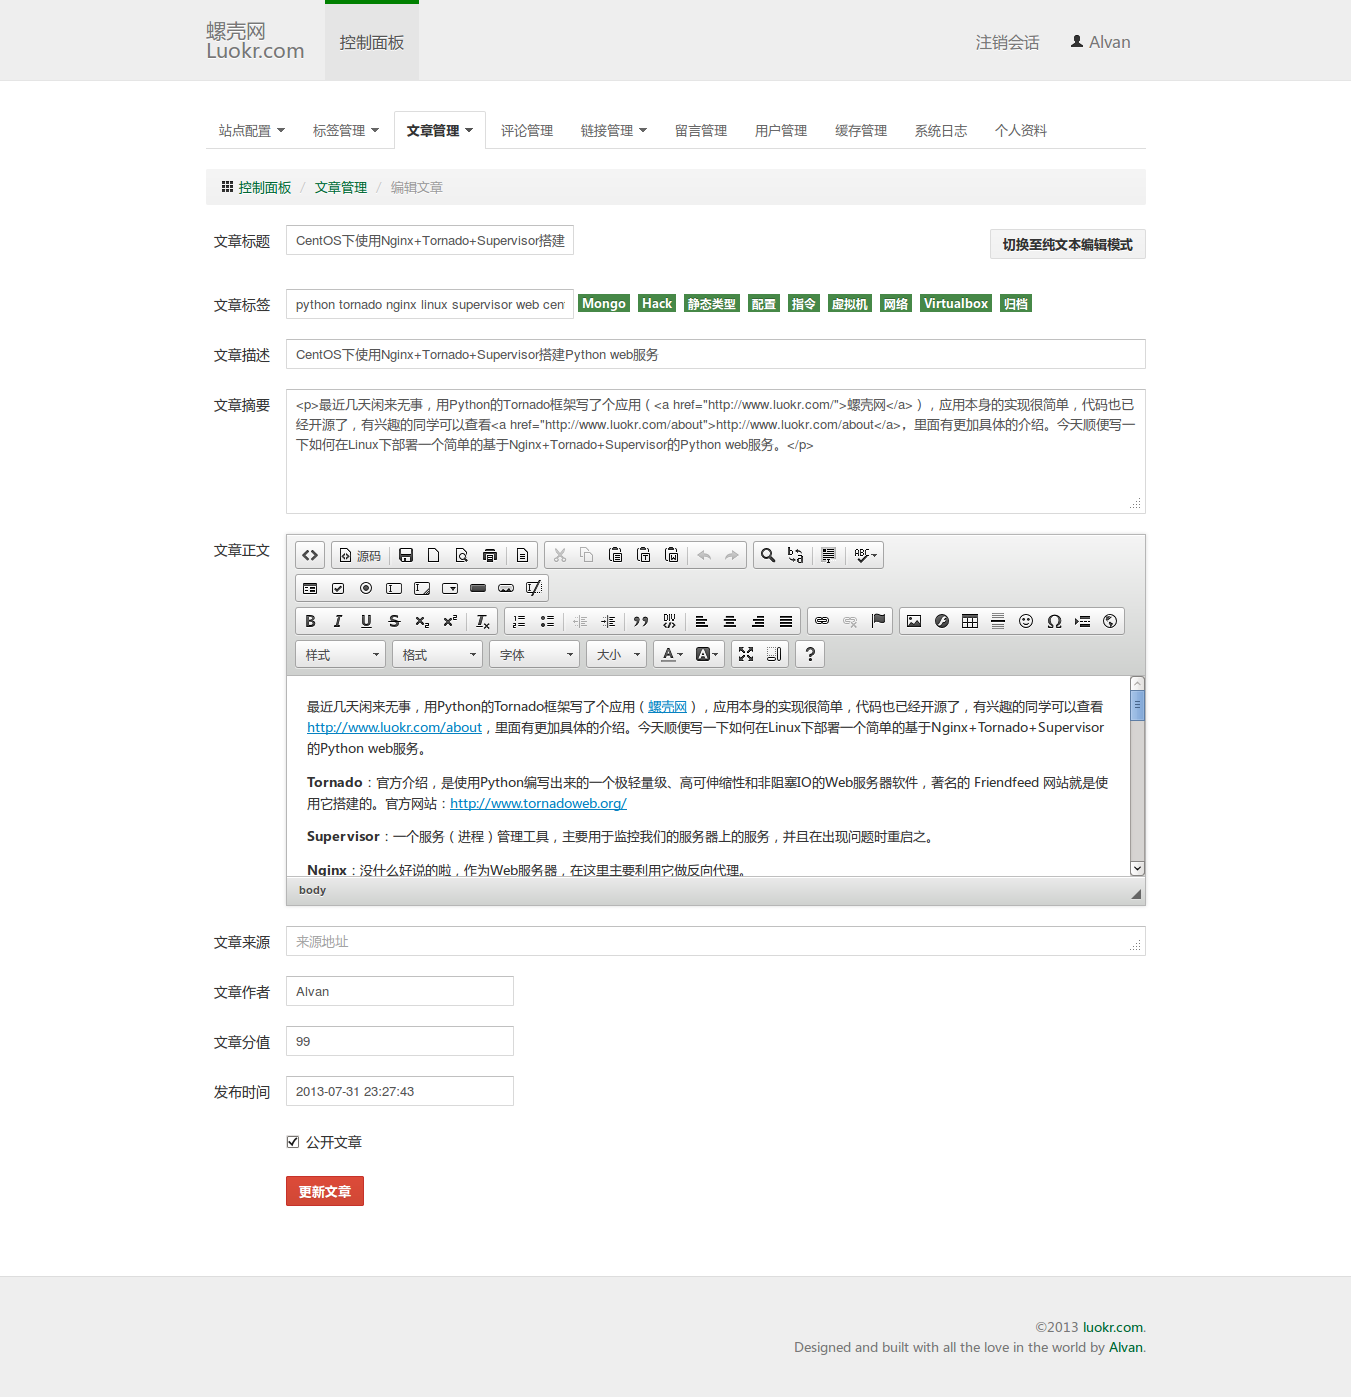 螺壳网
Luokr.com
控制面板
注销会话
Alvan
站点配置 标签管理 文章管理 评论管理 链接管理 留言管理 用户管理 缓存管理 系统日志 个人资料
控制面板 / 文章管理 / 编辑文章
文章标题 CentOS下使用Nginx+Tornado+Supervisor搭建
切换至纯文本编辑模式
文章标签 python tornado nginx linux supervisor web cent Mongo Hack 静态类型 配置 指令 虚拟机 网络 Virtualbox 归档
文章描述 CentOS下使用Nginx+Tornado+Supervisor搭建Python web服务
文章摘要 <p>最近几天闲来无事，用Python的Tornado框架写了个应用（<a href="http://www.luokr.com/">螺壳网</a>），应用本身的实现很简单，代码也已
经开源了，有兴趣的同学可以查看<a href="http://www.luokr.com/about">http://www.luokr.com/about</a>，里面有更加具体的介绍。今天顺便写一
下如何在Linux下部署一个简单的基于Nginx+Tornado+Supervisor的Python web服务。</p>
文章正文
源码
样式 格式 字体 大小
最近几天闲来无事，用Python的Tornado框架写了个应用（螺壳网），应用本身的实现很简单，代码也已经开源了，有兴趣的同学可以查看
http://www.luokr.com/about，里面有更加具体的介绍。今天顺便写一下如何在Linux下部署一个简单的基于Nginx+Tornado+Supervisor
的Python web服务。
Tornado：官方介绍，是使用Python编写出来的一个极轻量级、高可伸缩性和非阻塞IO的Web服务器软件，著名的 Friendfeed 网站就是使
用它搭建的。官方网站：http://www.tornadoweb.org/
Supervisor：一个服务（进程）管理工具，主要用于监控我们的服务器上的服务，并且在出现问题时重启之。
Nginx：没什么好说的啦，作为Web服务器，在这里主要利用它做反向代理。
body
文章来源 来源地址
文章作者 Alvan
文章分值 99
发布时间 2013-07-31 23:27:43
公开文章
更新文章
©2013 luokr.com.
Designed and built with all the love in the world by Alvan.